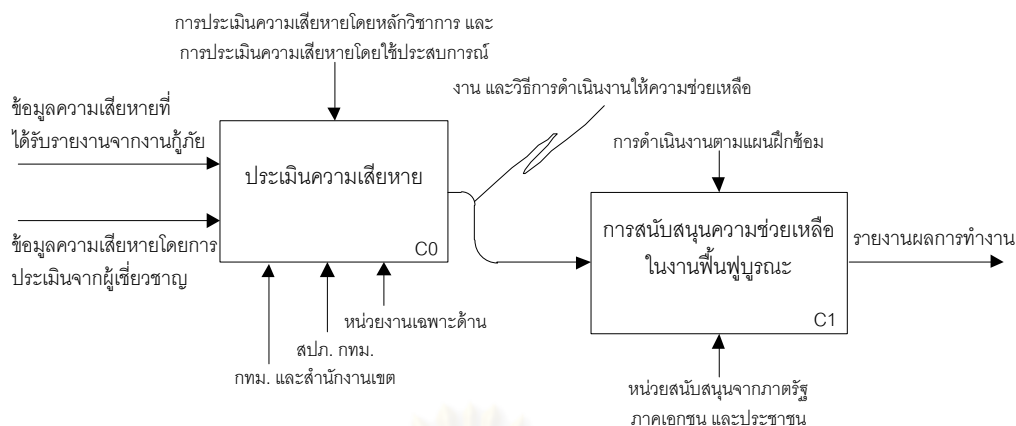 การประเมินความเสียหายโดยหลักวิชาการ และ
การประเมินความเสียหายโดยใช้ประสบการณ์
งาน และวิธีการดำเนินงานให้ความช่วยเหลือ
ข้อมูลความเสียหายที่
ได้รับรายงานจากงานกู้ภัย
การดำเนินงานตามแผนฝึกซ้อม
ประเมินความเสียหาย
C0
ข้อมูลความเสียหายโดยการ
ประเมินจากผู้เชี่ยวชาญ
การสนับสนุนความช่วยเหลือ
ในงานฟื้นฟูบูรณะ
C1
รายงานผลการทำงาน
หน่วยงานเฉพาะด้าน
สปภ. กทม.
กทม. และสำนักงานเขต
หน่วยสนับสนุนจากภาตรัฐ
ภาคเอกชน และประชาชน